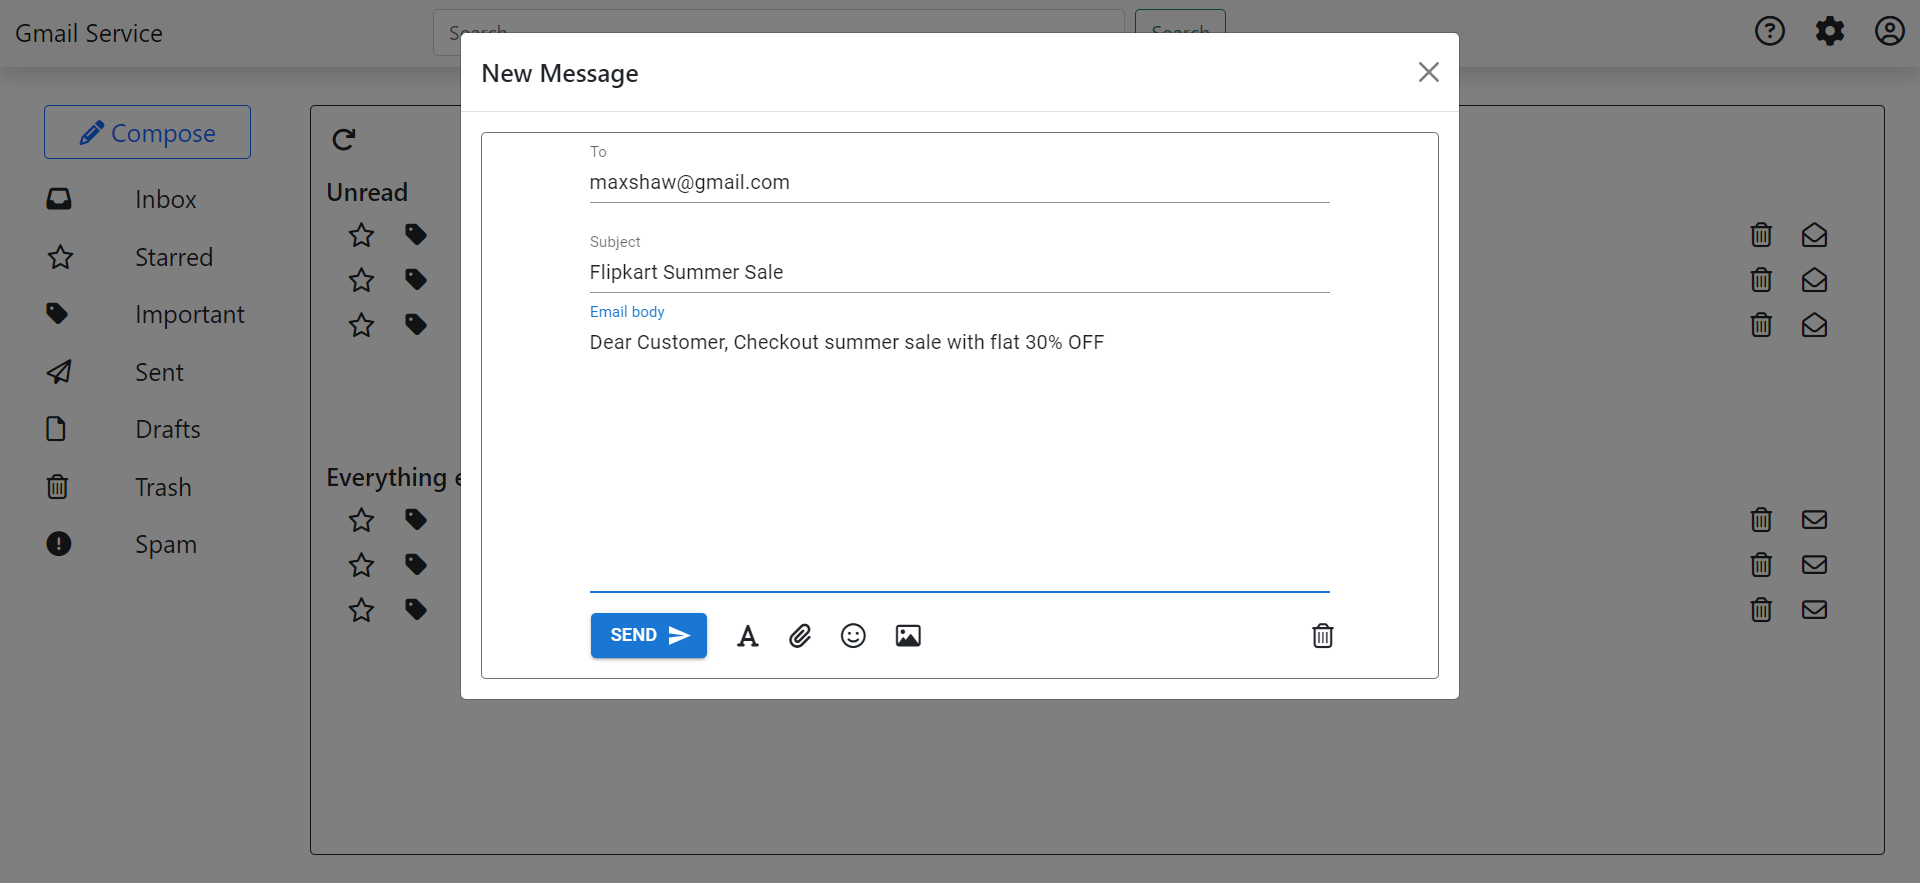 Gmail Service
Search
Search
Compose
Inbox
Starred
Important
Sent
Drafts
Trash
Spam
Unread
Everything
New Message
To
maxshaw@gmail.com
Subject
Flipkart Summer Sale
Email body
Dear Customer, Checkout summer sale with flat 30% OFF
SEND